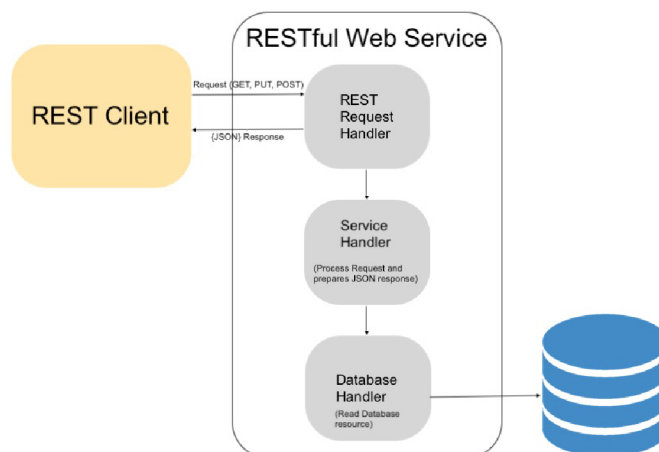 RESTful Web Service
REST Client
Request (GET, PUT, POST)
{JSON} Response
REST
Request
Handler
Service
Handler
(Process Request and
prepares JSON response)
Database
Handler
(Read Database
resource)